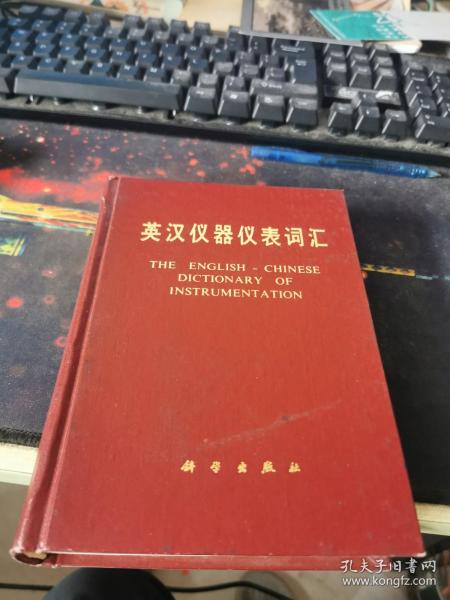 英汉仪器仪表词汇
THE ENGLISH - CHINESE
DICTIONARY OF
INSTRUMENTATION
科学出版社
孔夫子旧书网
www.kongfz.com